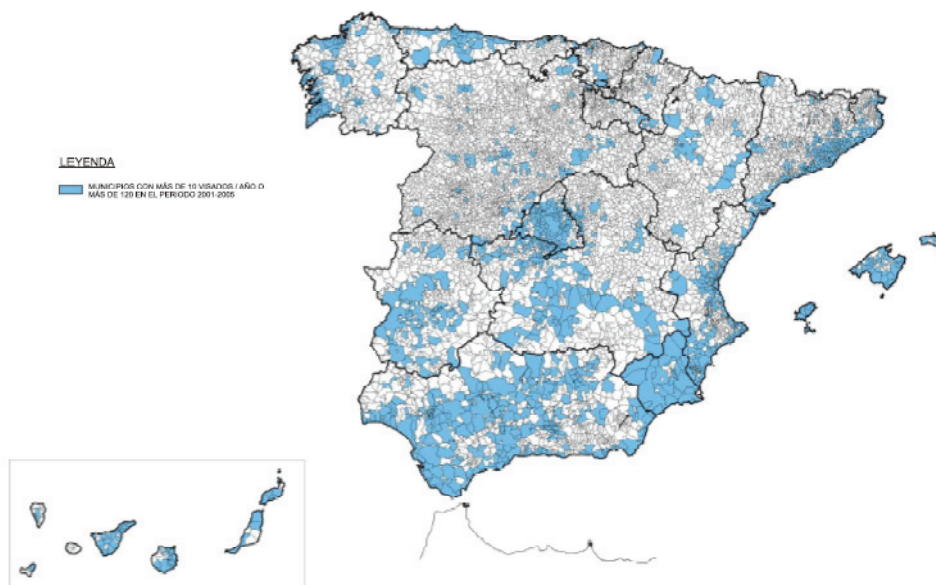 LEYENDA
MUNICIPIOS CON MÁS DE 10 VISADOS / AÑO O
MÁS DE 120 EN EL PERIODO 2001-2005